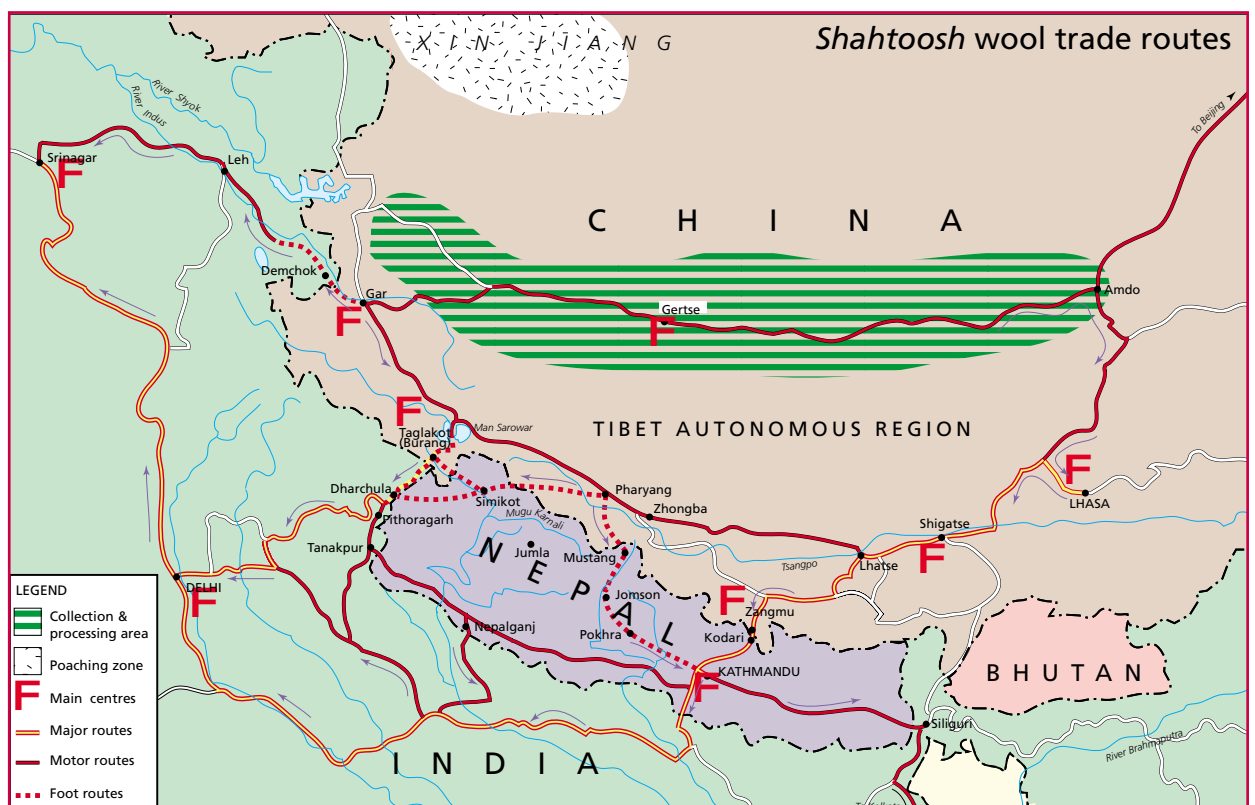 Shahtoosh wool trade routes
XINJIANG
To Beijing
River Shyok
River Indus
Srinagar
F
Leh
CHINA
Demchok
Gar
F
Gertse
F
Amdo
F
Taglakot
(Burang)
Man Sarowar
TIBET AUTONOMOUS REGION
F
LHASA
Dharchula
Simikot
Pharyang
Zhongba
Pithoragarh
Mugu Karnali
Shigatse
F
Tanakpur
Jumla
Mustang
Tsangpo
Lhatse
NEPAL
DELHI
F
Jomson
F
Zangmu
Nepalganj
Pokhra
Kodari
KATHMANDU
F
BHUTAN
Siliguri
River Brahmaputra
INDIA
LEGEND
Collection &
processing area
Poaching zone
F
Main centres
Major routes
Motor routes
Foot routes